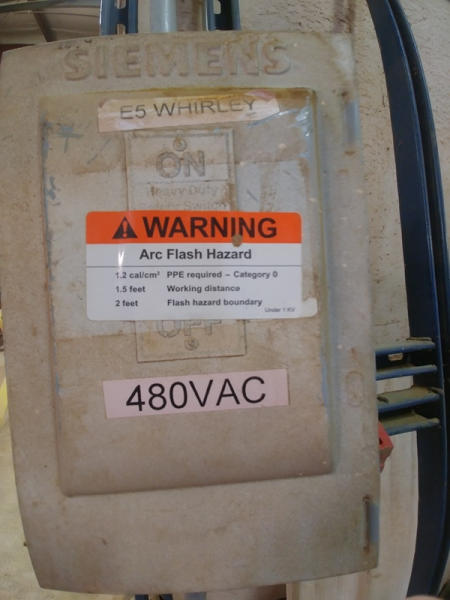 SIEMENS
E5 WHIRLEY
ON
Heavy Duty
Switch
WARNING
Arc Flash Hazard
1.2 cal/cm² PPE required – Category 0
1.5 feet Working distance
2 feet Flash hazard boundary
Under 1 KV
OFF
480VAC